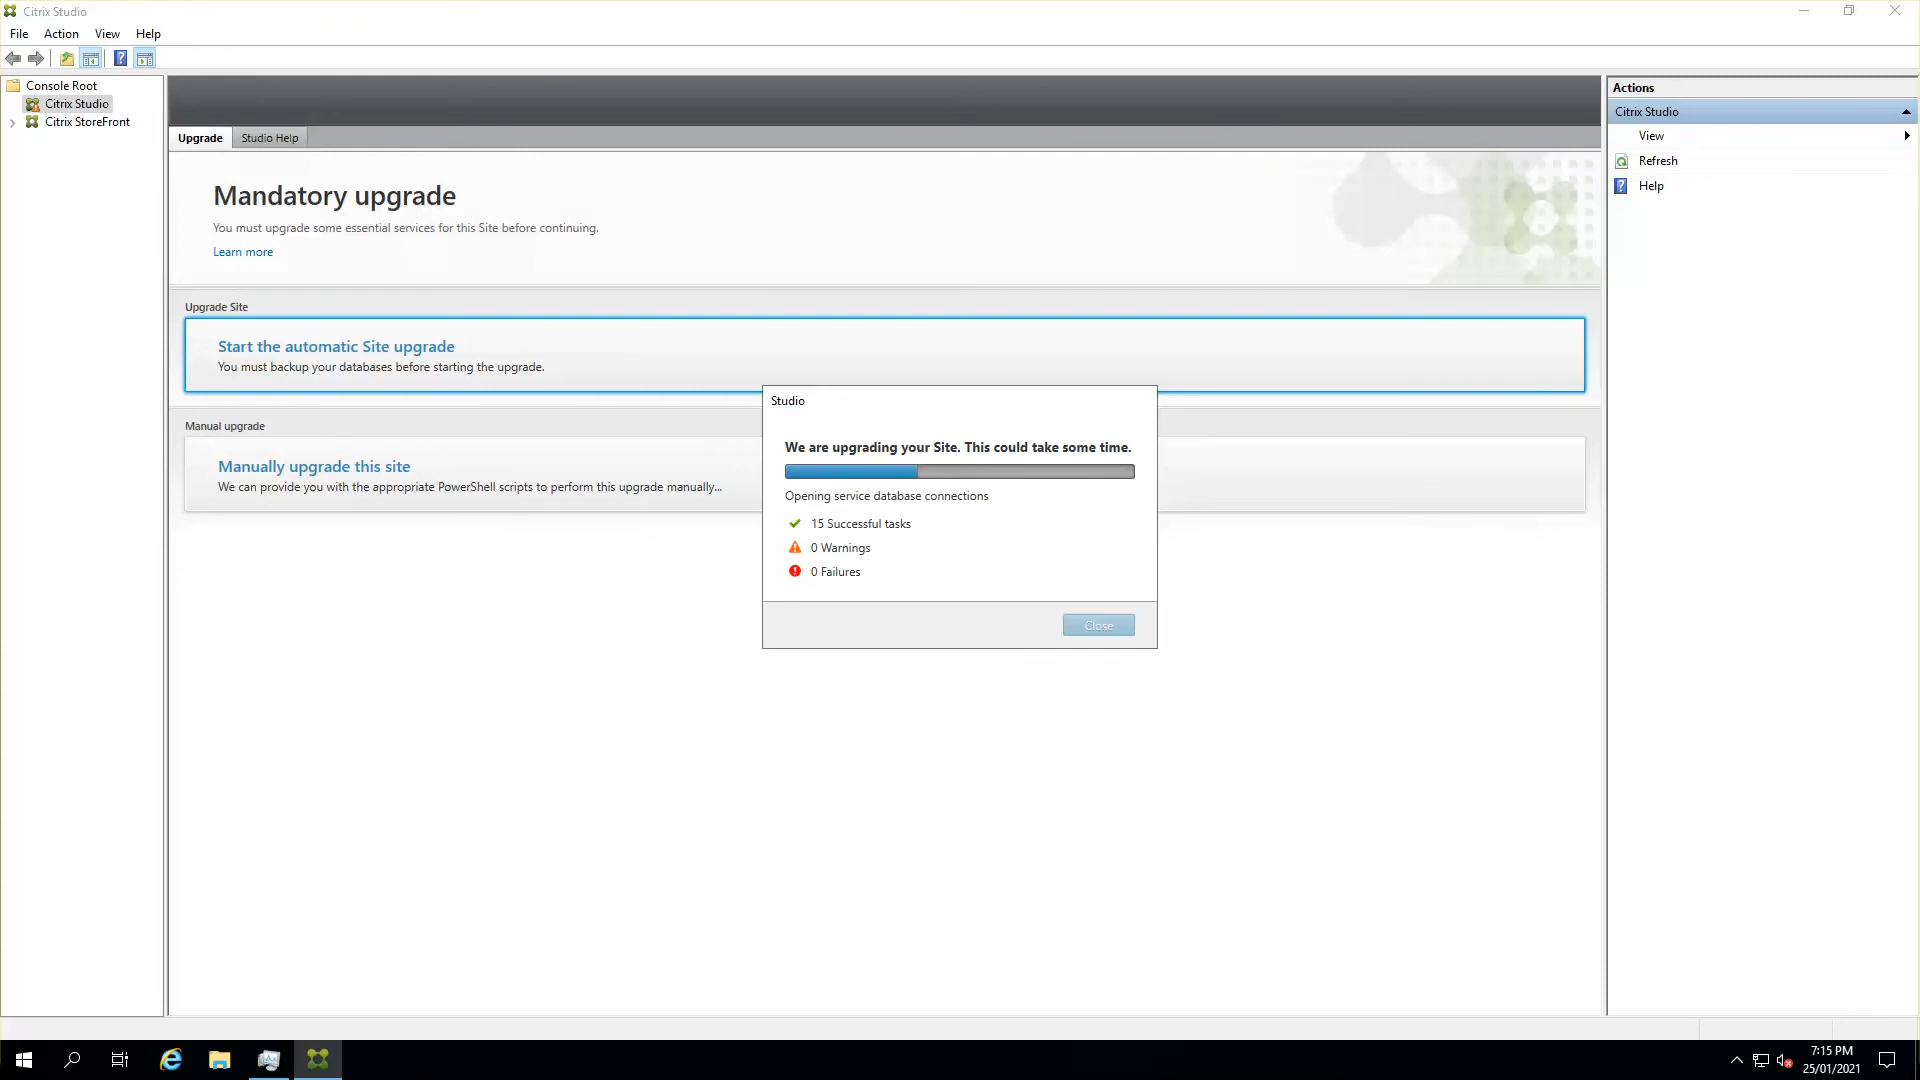 Citrix Studio
File Action View Help
Console Root
Citrix Studio
Citrix StoreFront
Upgrade Studio Help
Mandatory upgrade
You must upgrade some essential services for this Site before continuing.
Learn more
Upgrade Site
Start the automatic Site upgrade
You must backup your databases before starting the upgrade.
Manual upgrade
Manually upgrade this site
We can provide you with the appropriate PowerShell scripts to perform this upgrade manually...
Studio
We are upgrading your Site. This could take some time.
Opening service database connections
15 Successful tasks
0 Warnings
0 Failures
Close
Actions
Citrix Studio
View
Refresh
Help
7:15 PM
25/01/2021